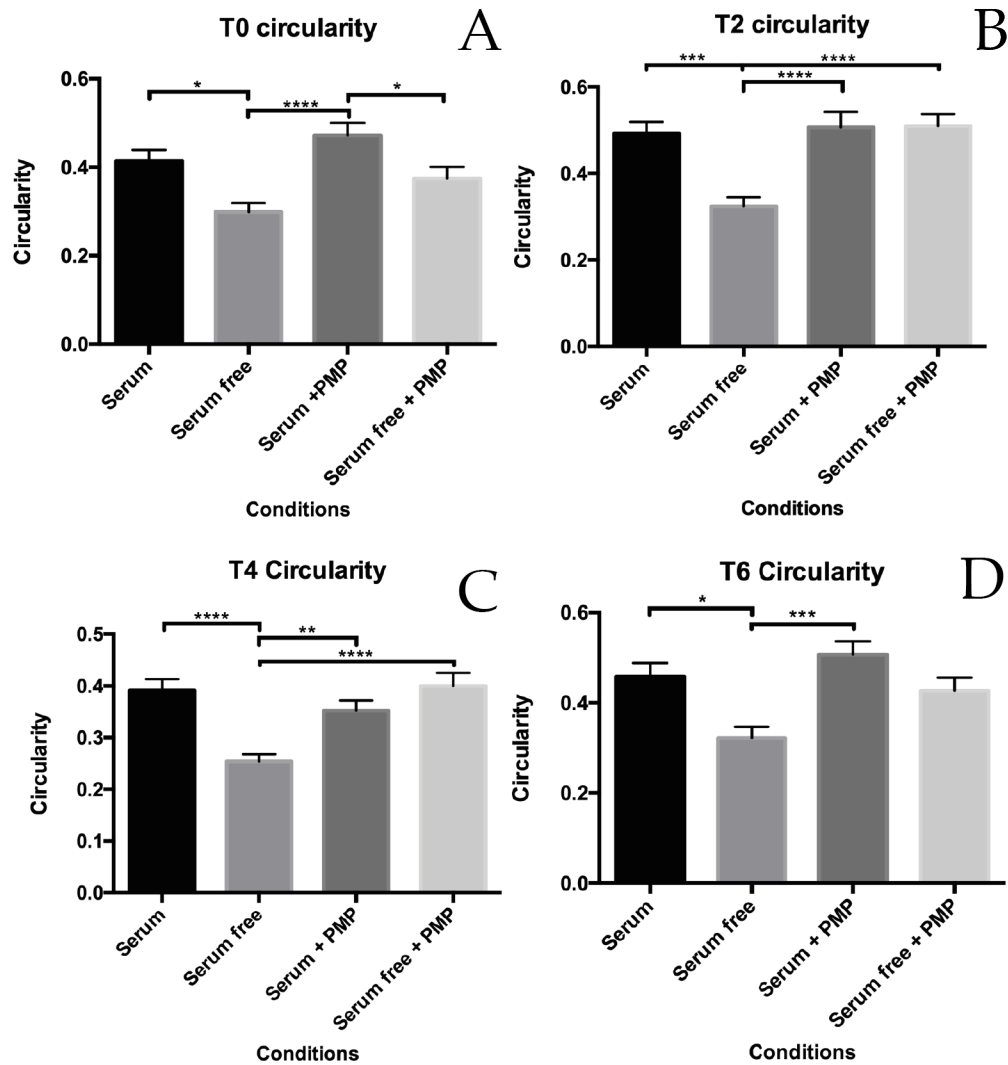 T0 circularity
A
*
****
*
0.6
0.4
0.2
0.0
Circularity
Serum
Serum free
Serum +PMP
Serum free + PMP
Conditions
T2 circularity
B
***
****
****
0.6
0.4
0.2
0.0
Circularity
Serum
Serum free
Serum + PMP
Serum free + PMP
Conditions
T4 Circularity
C
****
**
****
0.5
0.4
0.3
0.2
0.1
0.0
Circularity
Serum
Serum free
Serum + PMP
Serum free + PMP
Conditions
T6 Circularity
D
*
***
0.6
0.4
0.2
0.0
Circularity
Serum
Serum free
Serum + PMP
Serum free + PMP
Conditions